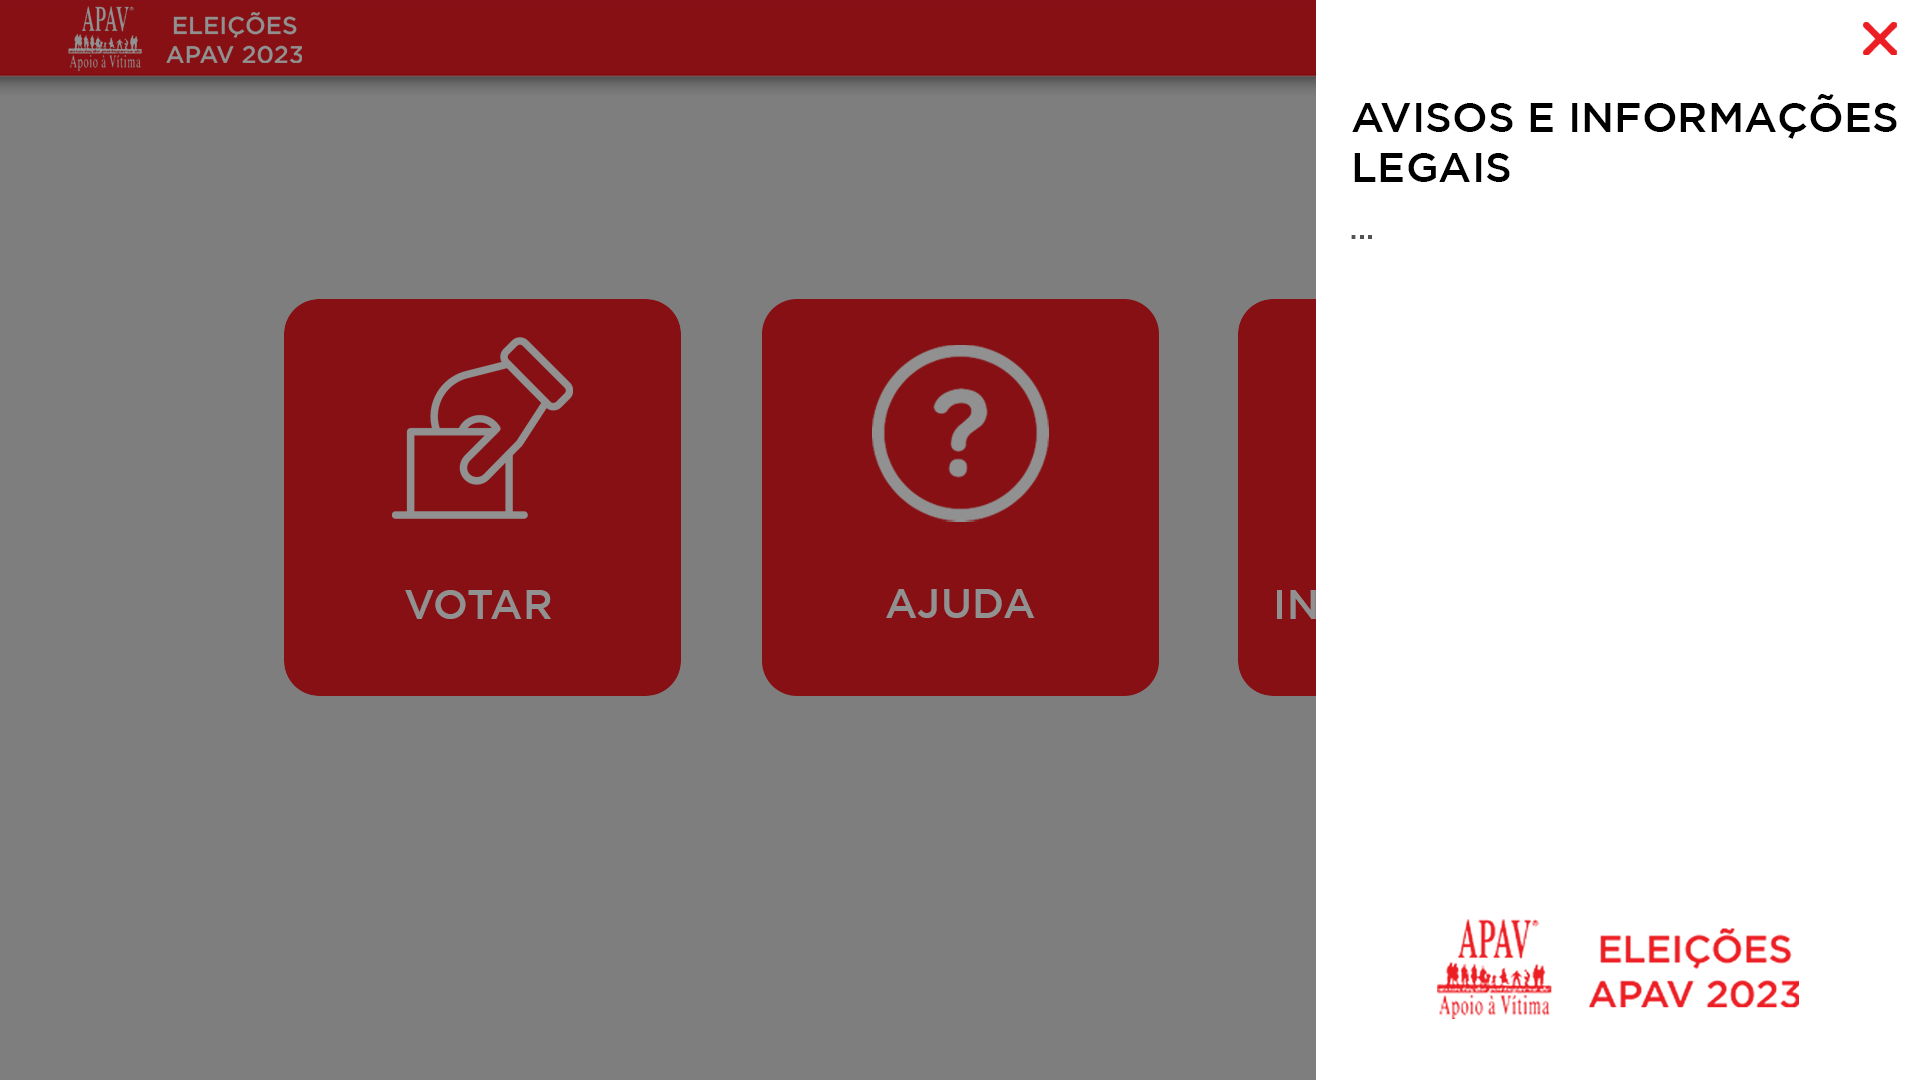 APAV®
Apoio à Vítima
ELEIÇÕES
APAV 2023
AVISOS E INFORMAÇÕES
LEGAIS
...
VOTAR
AJUDA
IN
APAV®
Apoio à Vítima
ELEIÇÕES
APAV 2023